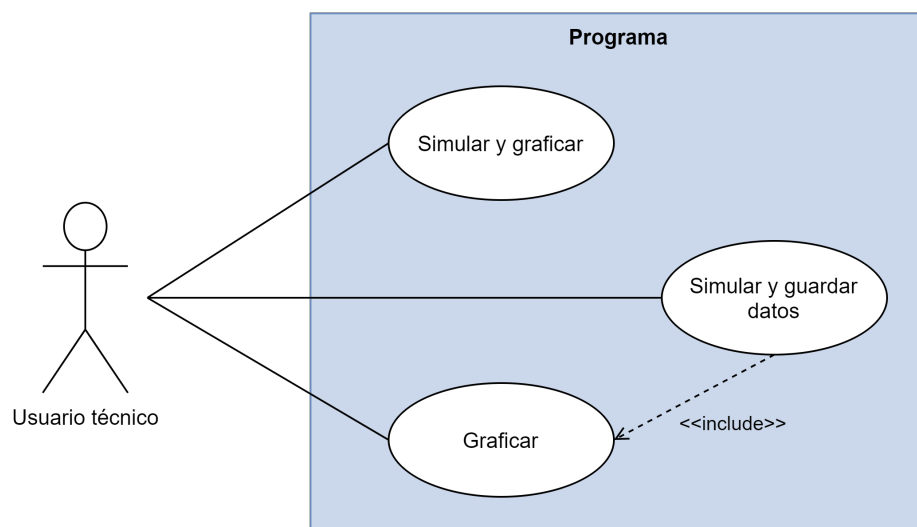 Programa
Simular y graficar
Simular y guardar
datos
Usuario técnico
Graficar
<<include>>